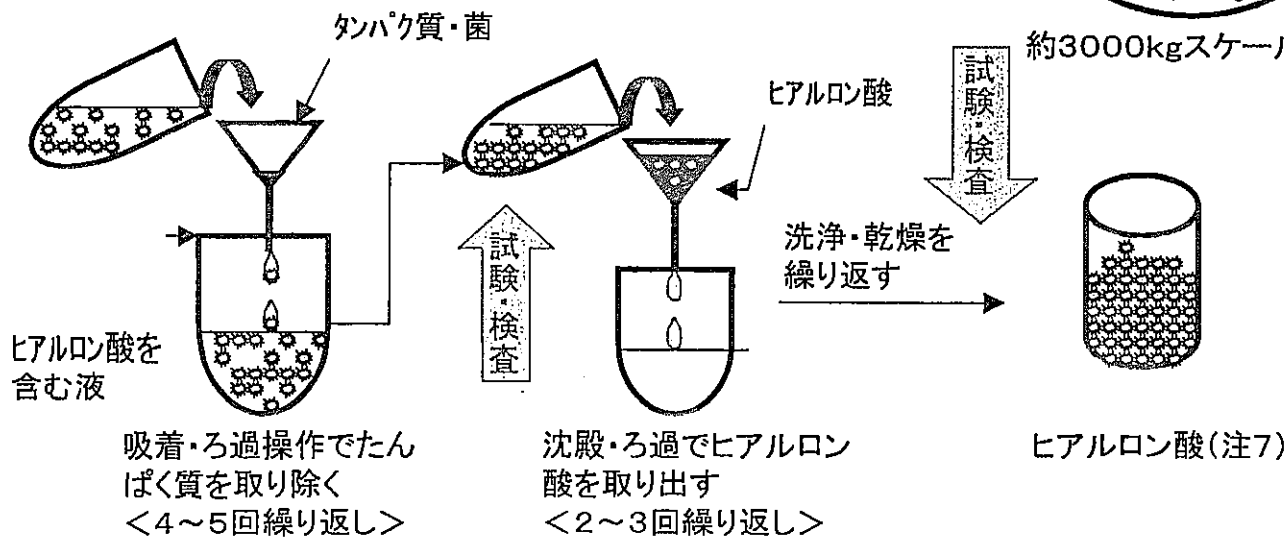 タンパク質・菌
約3000kgスケール
試験・検査
ヒアルロン酸
試験・検査
洗浄・乾燥を
繰り返す
ヒアルロン酸を
含む液
吸着・ろ過操作でたん
ぱく質を取り除く
<4～5回繰り返し>
沈殿・ろ過でヒアルロン
酸を取り出す
<2～3回繰り返し>
ヒアルロン酸(注7)